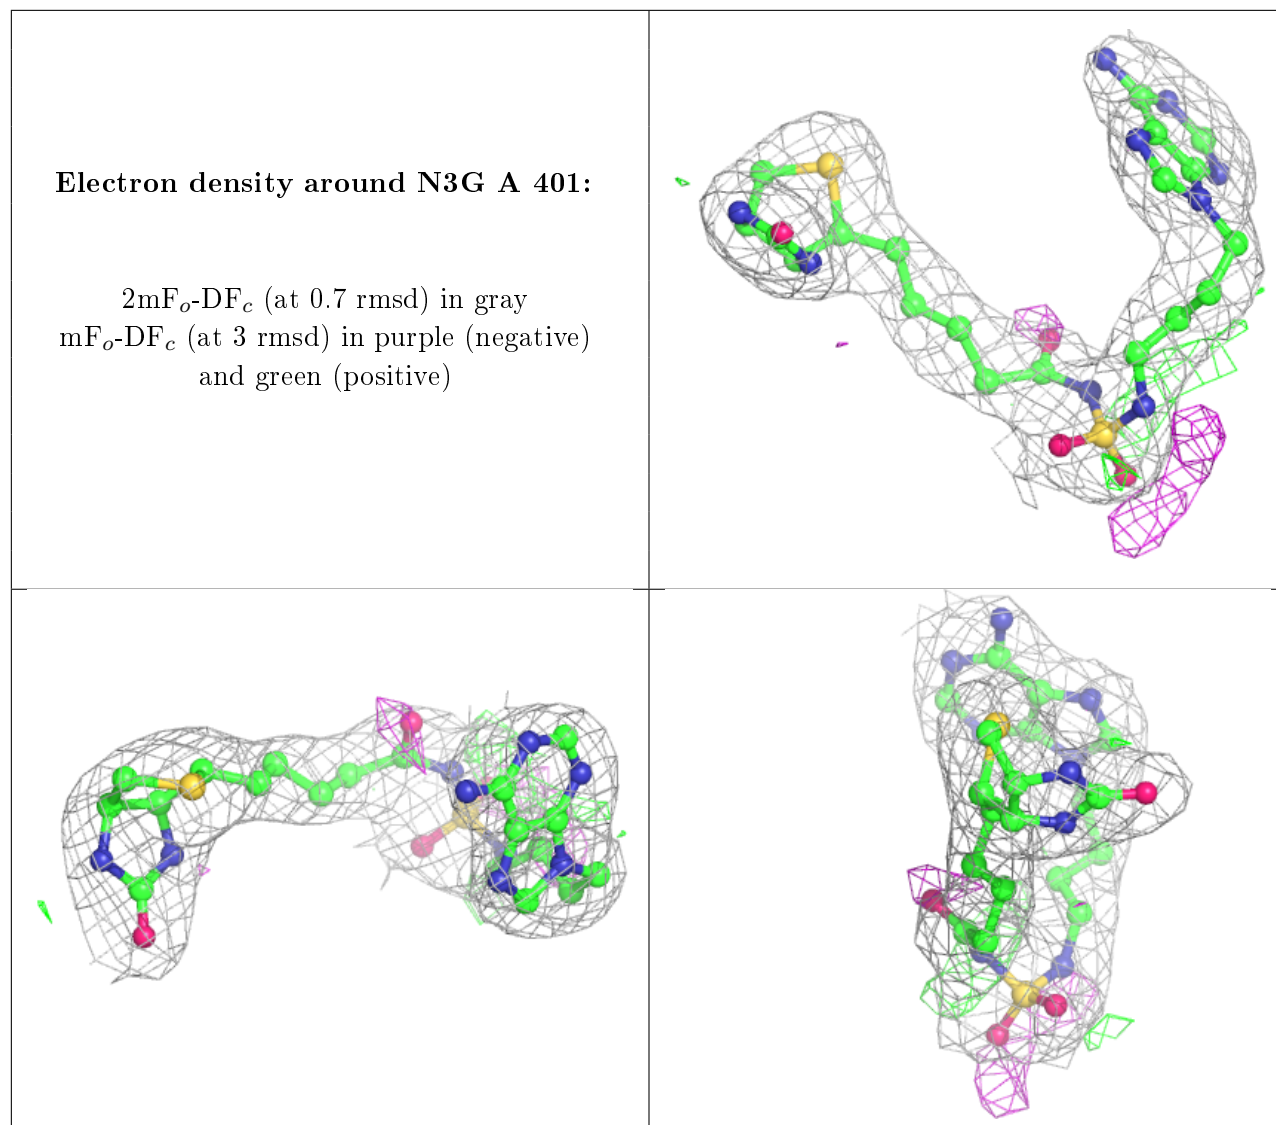 Electron density around N3G A 401:
2mFo-DFc (at 0.7 rmsd) in gray
mFo-DFc (at 3 rmsd) in purple (negative)
and green (positive)